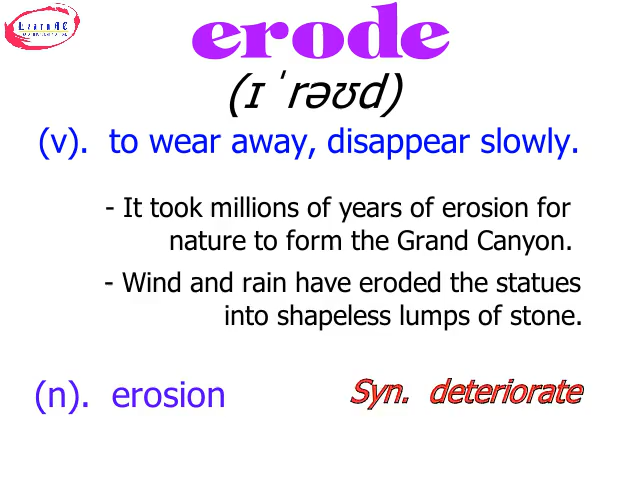 erode
(ɪˈrəʊd)
(v).  to wear away, disappear slowly.
- It took millions of years of erosion for
nature to form the Grand Canyon.
- Wind and rain have eroded the statues
into shapeless lumps of stone.
(n).  erosion
Syn.  deteriorate